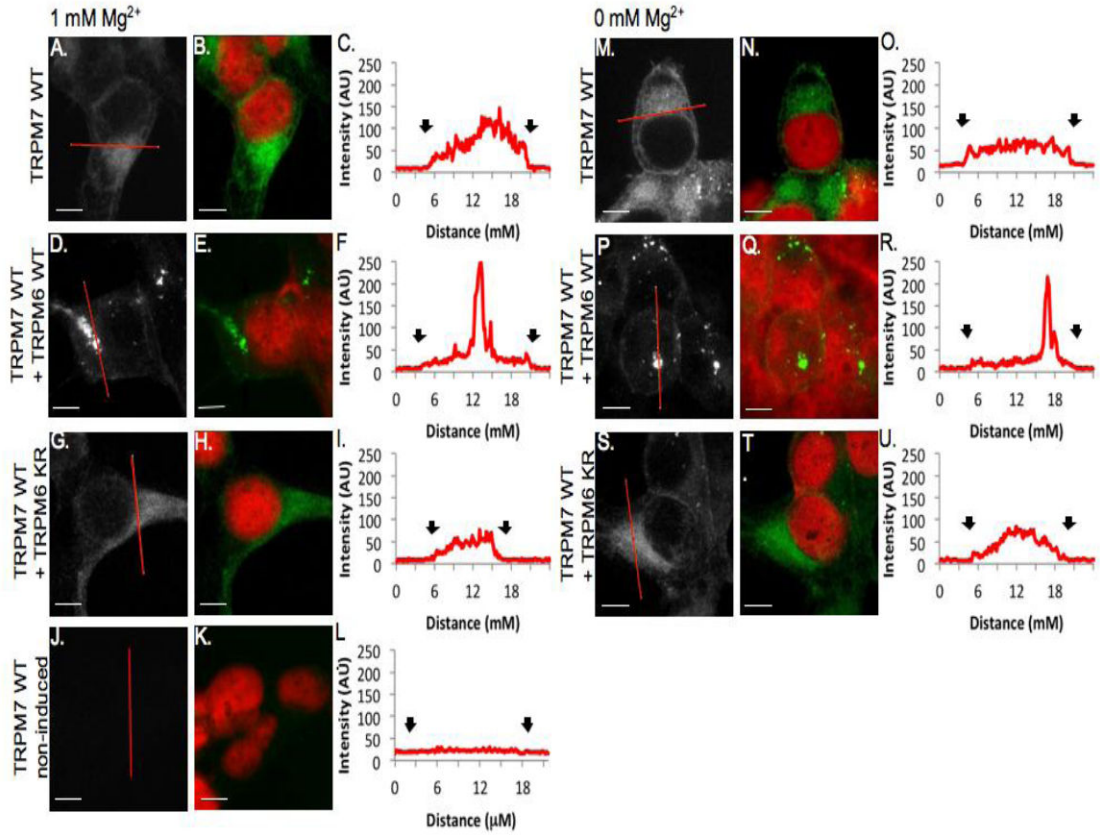 1 mM Mg²⁺
0 mM Mg²⁺
TRPM7 WT
A.
B.
C.
Intensity (AU)
250
200
150
100
50
0
0 6 12 18
Distance (mM)
TRPM7 WT
M.
N.
O.
Intensity (AU)
250
200
150
100
50
0
0 6 12 18
Distance (mM)
TRPM7 WT
+ TRPM6 WT
D.
E.
F
Intensity (AU)
250
200
150
100
50
0
0 6 12 18
Distance (mM)
TRPM7 WT
+ TRPM6 WT
P.
Q.
R.
Intensity (AU)
250
200
150
100
50
0
0 6 12 18
Distance (mM)
TRPM7 WT
+ TRPM6 KR
G.
H.
I.
Intensity (AU)
250
200
150
100
50
0
0 6 12 18
Distance (mM)
TRPM7 WT
+ TRPM6 KR
S.
T
U.
Intensity (AU)
250
200
150
100
50
0
0 6 12 18
Distance (mM)
TRPM7 WT
non-induced
J.
K.
L
Intensity (AU)
250
200
150
100
50
0
0 6 12 18
Distance (µM)